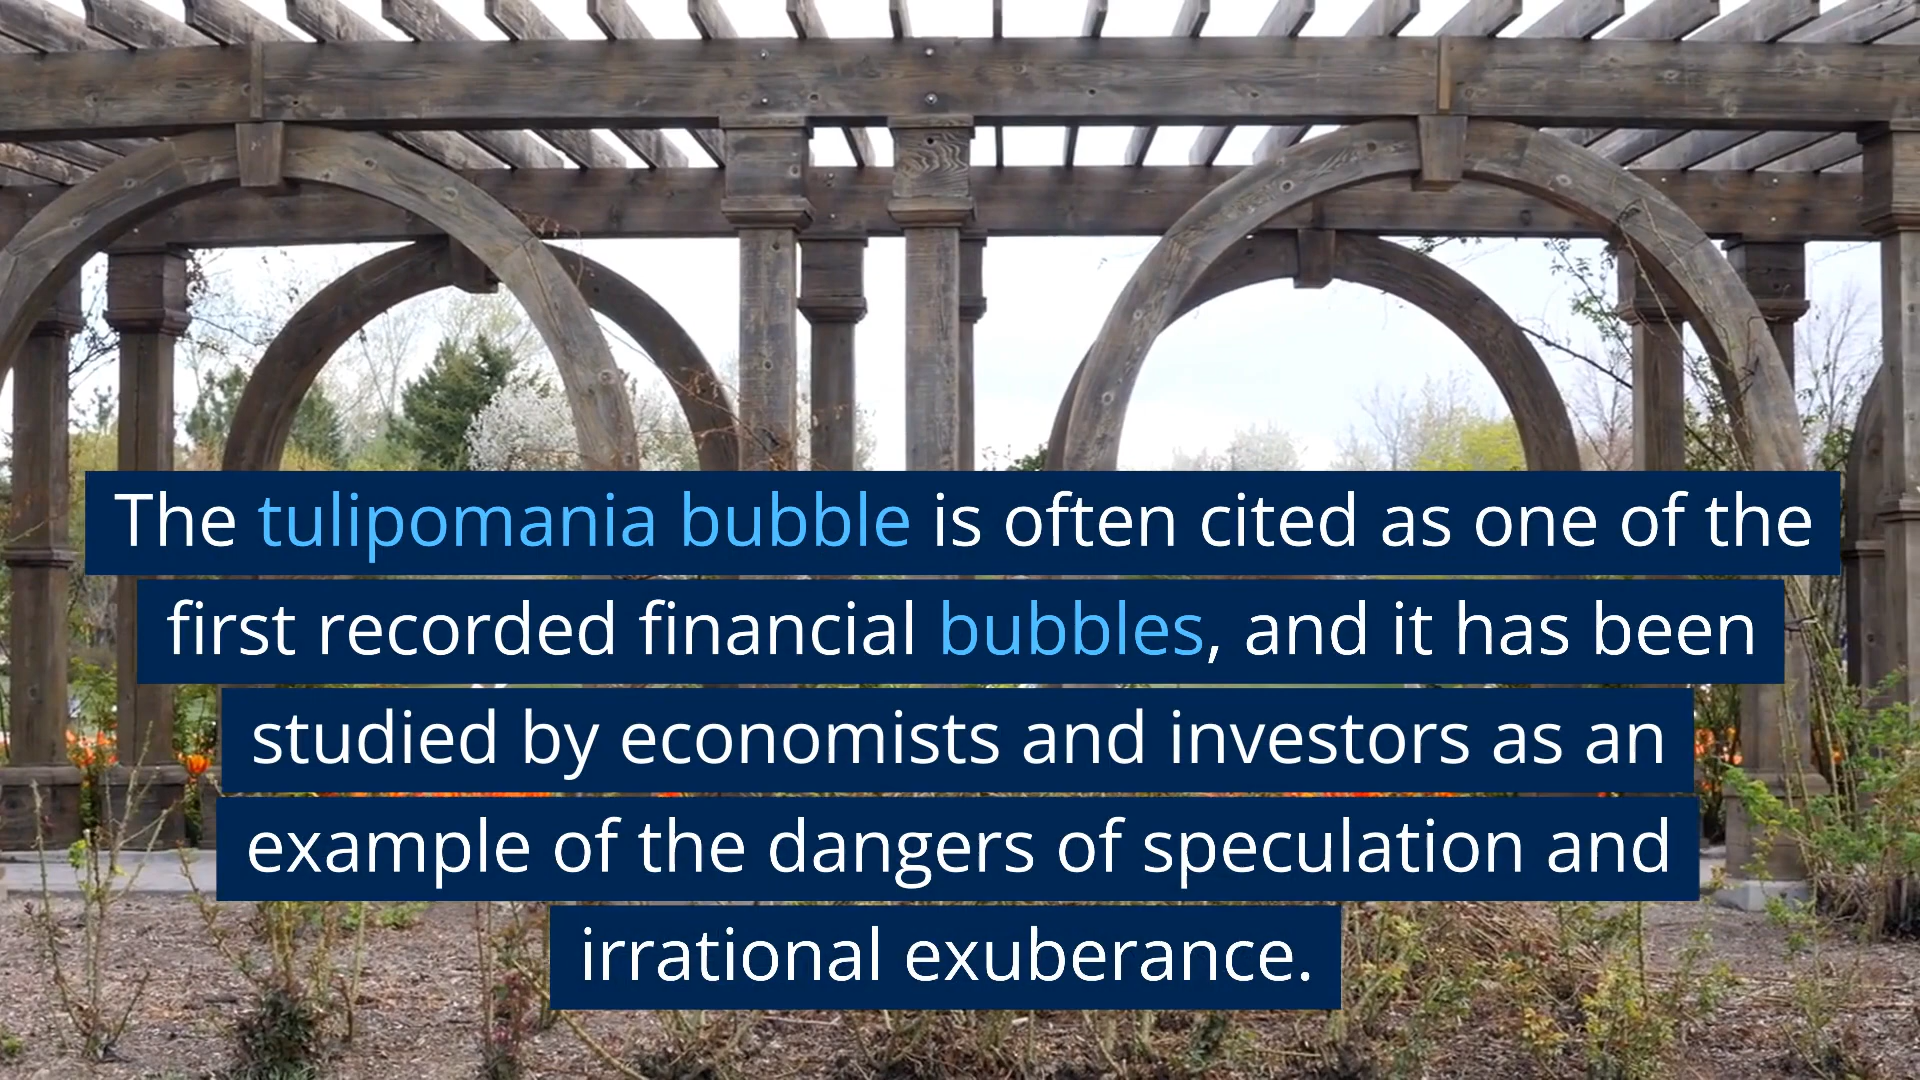 The tulipomania bubble is often cited as one of the
first recorded financial bubbles, and it has been
studied by economists and investors as an
example of the dangers of speculation and
irrational exuberance.